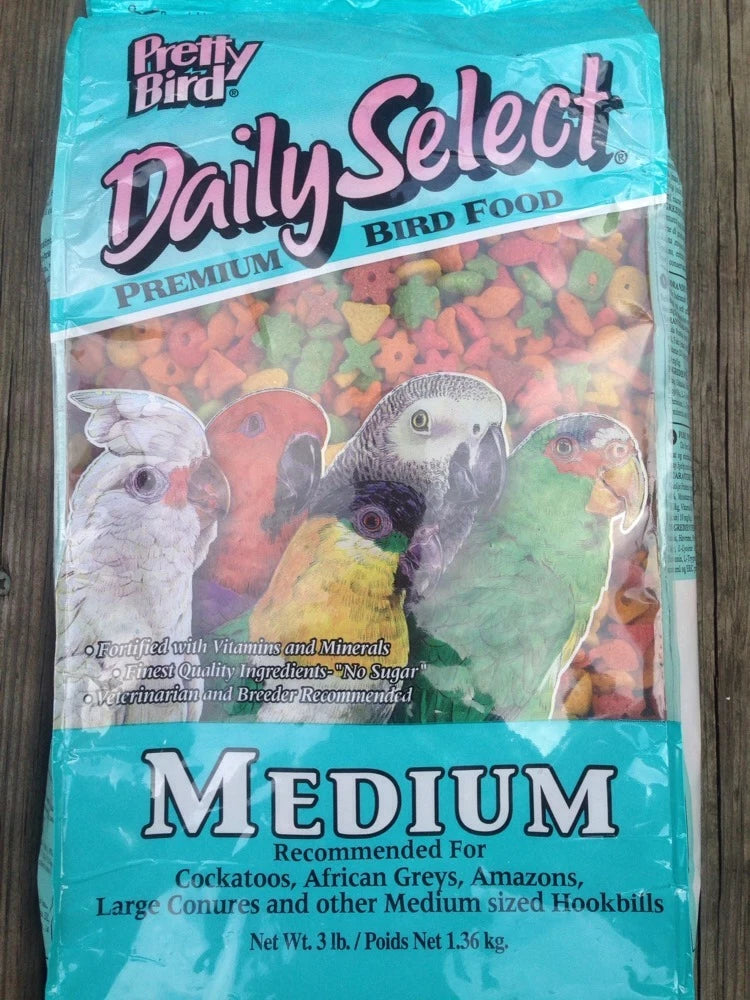 Pretty
Bird®
Daily Select®
PREMIUM BIRD FOOD
• Fortified with Vitamins and Minerals
• Finest Quality Ingredients- "No Sugar"
• Veterinarian and Breeder Recommended
MEDIUM
Recommended For
Cockatoos, African Greys, Amazons,
Large Conures and other Medium sized Hookbills
Net Wt. 3 lb. / Poids Net 1.36 kg.